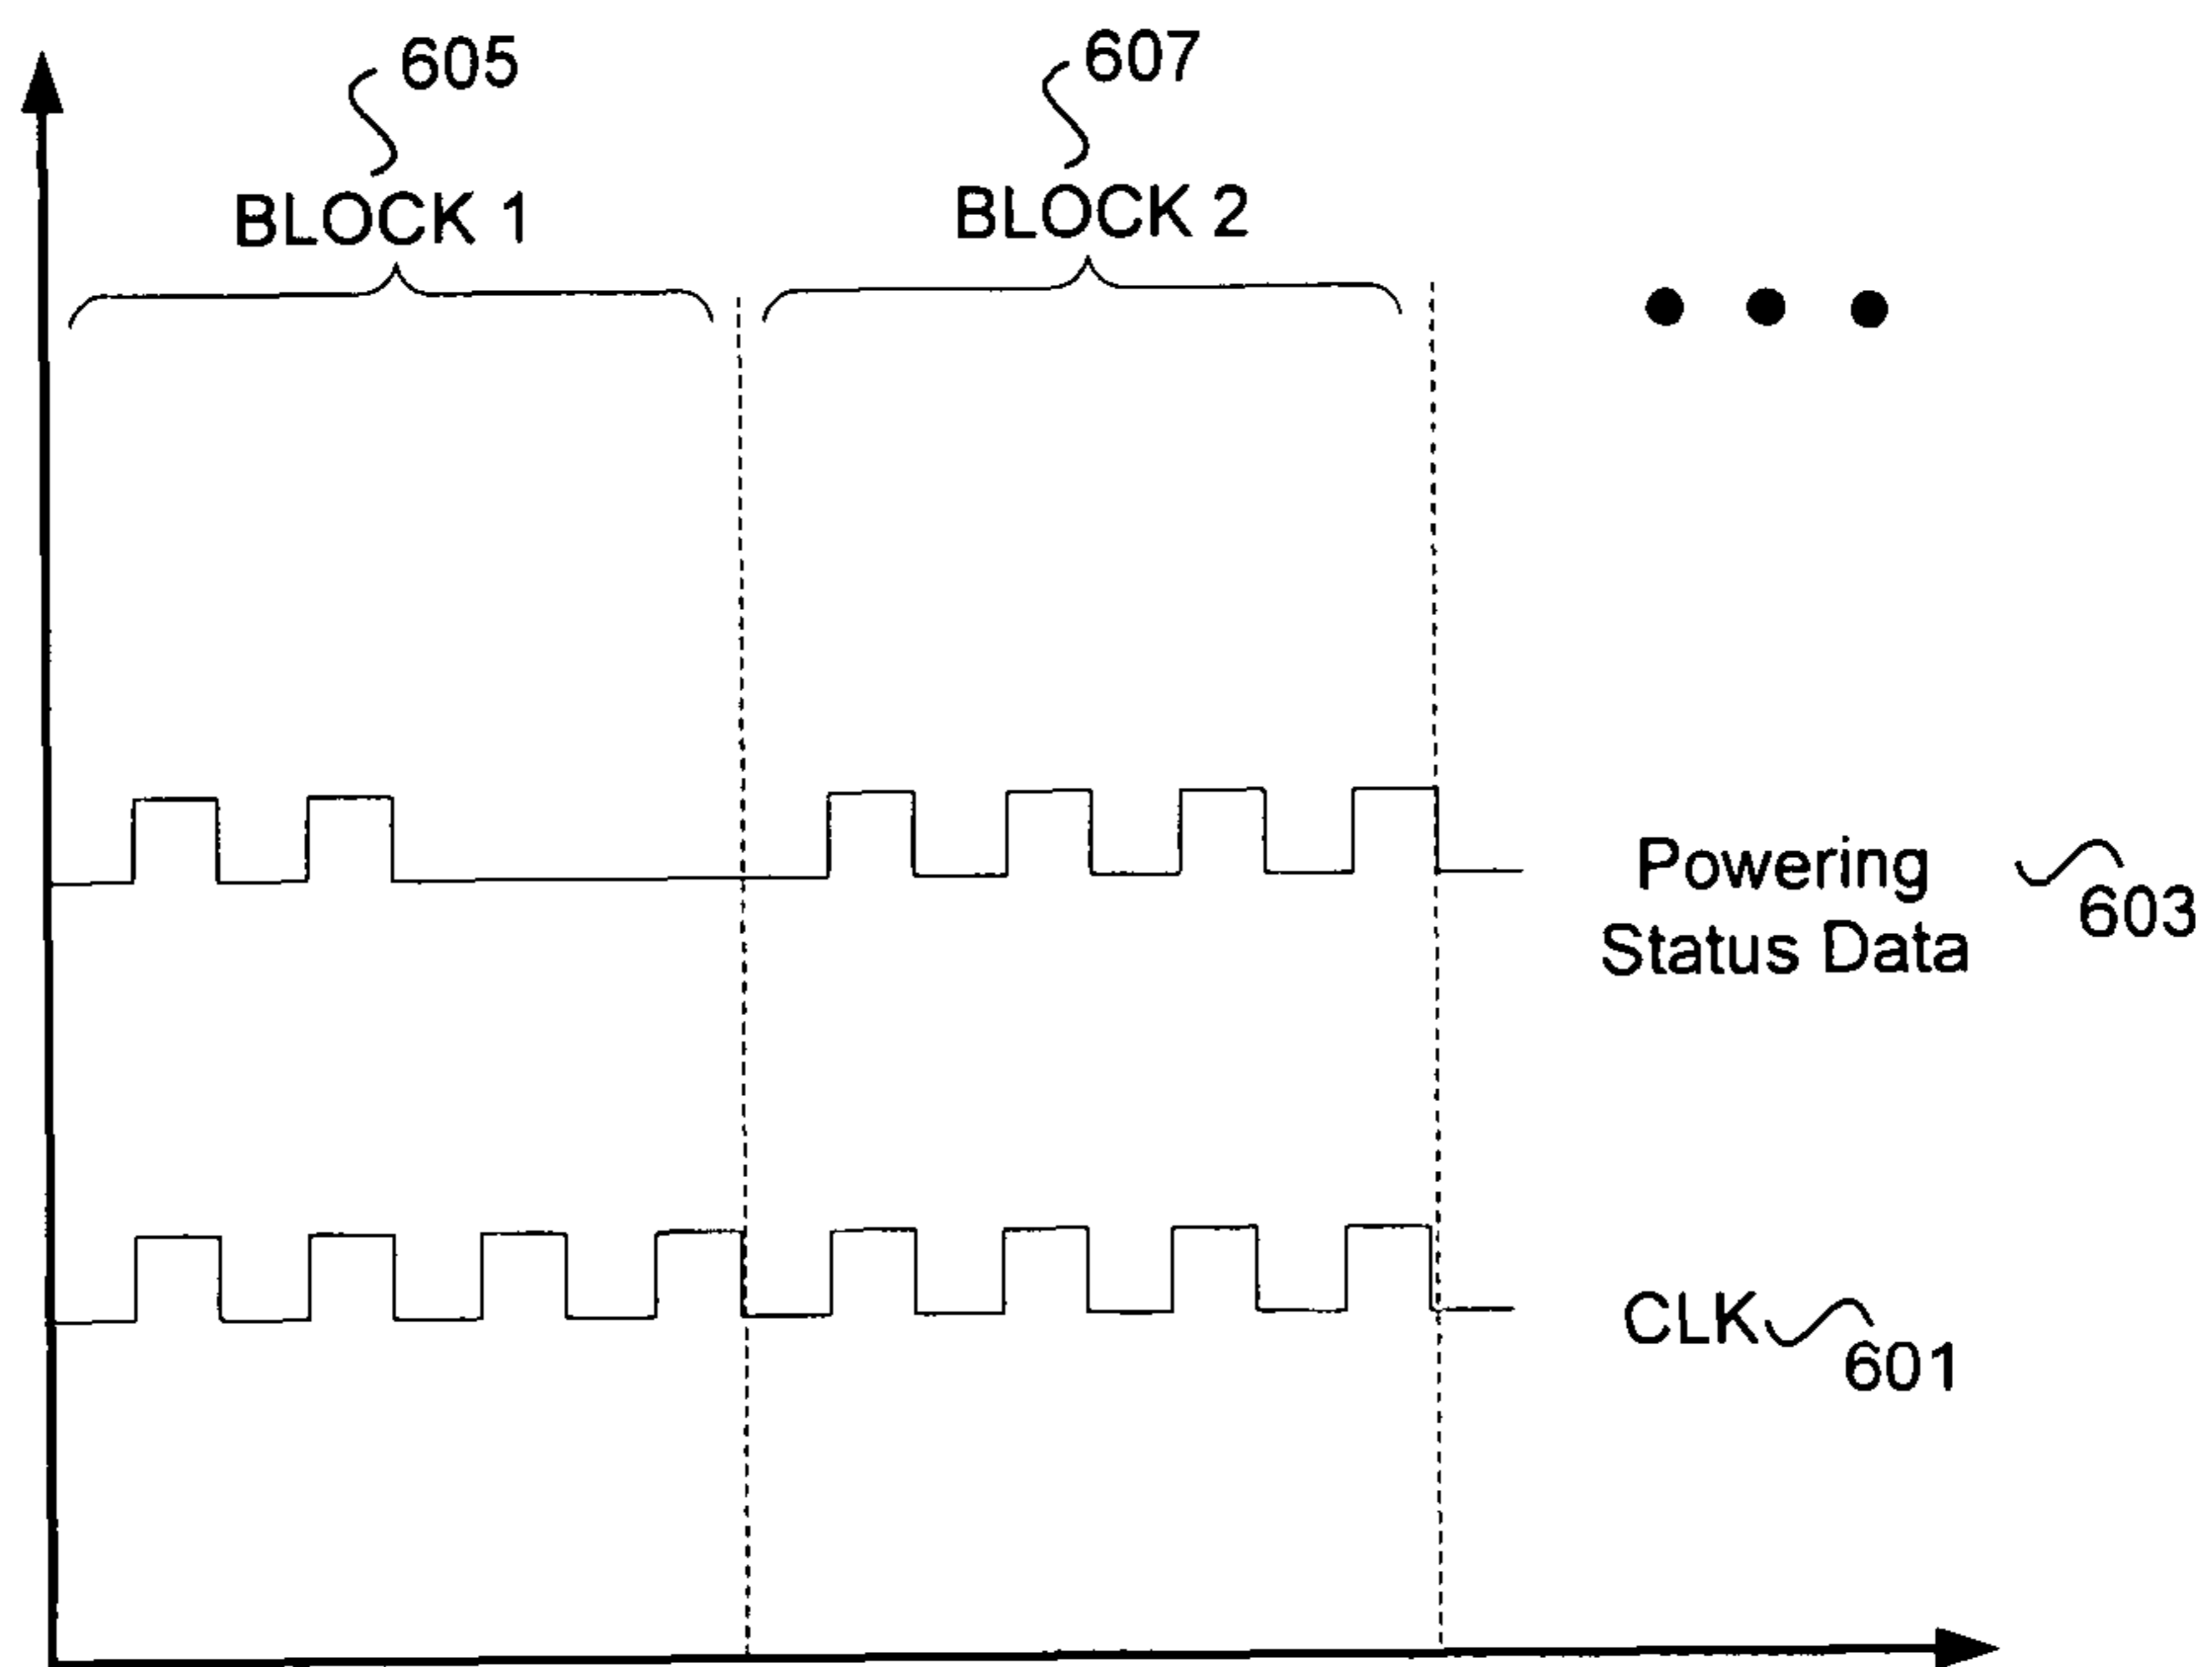 605
607
BLOCK 1
BLOCK 2
Powering
603
Status Data
CLK
601